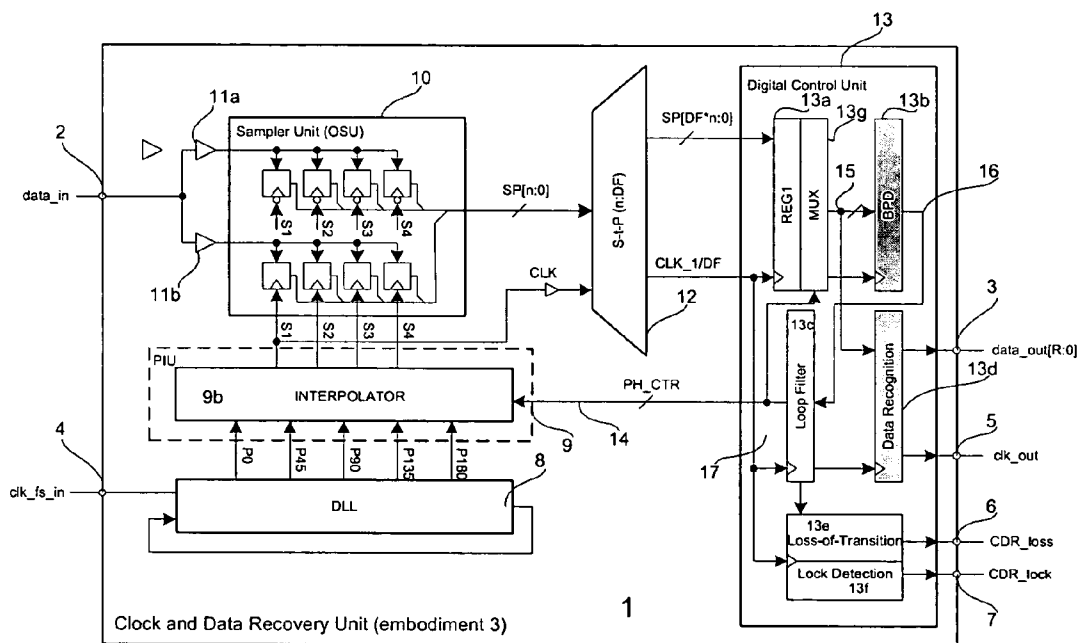 13
10
Digital Control Unit
11a
13a
13b
Sampler Unit (OSU)
SP[DF*n:0]
13g
2
15
16
data_in
SP[n:0]
REG1
MUX
BPD
S1
S2
S3
S4
S-t-P (n:DF)
CLK
CLK_1/DF
11b
3
12
13c
S1
S2
S3
S4
PIU
data_out[R:0]
PH_CTR
13d
9b
INTERPOLATOR
Loop Filter
Data Recognition
4
9
14
5
P0
P45
P90
P135
P180
17
clk_out
8
clk_fs_in
DLL
6
13e
Loss-of-Transition
CDR_loss
Lock Detection
13f
CDR_lock
1
7
Clock and Data Recovery Unit (embodiment 3)